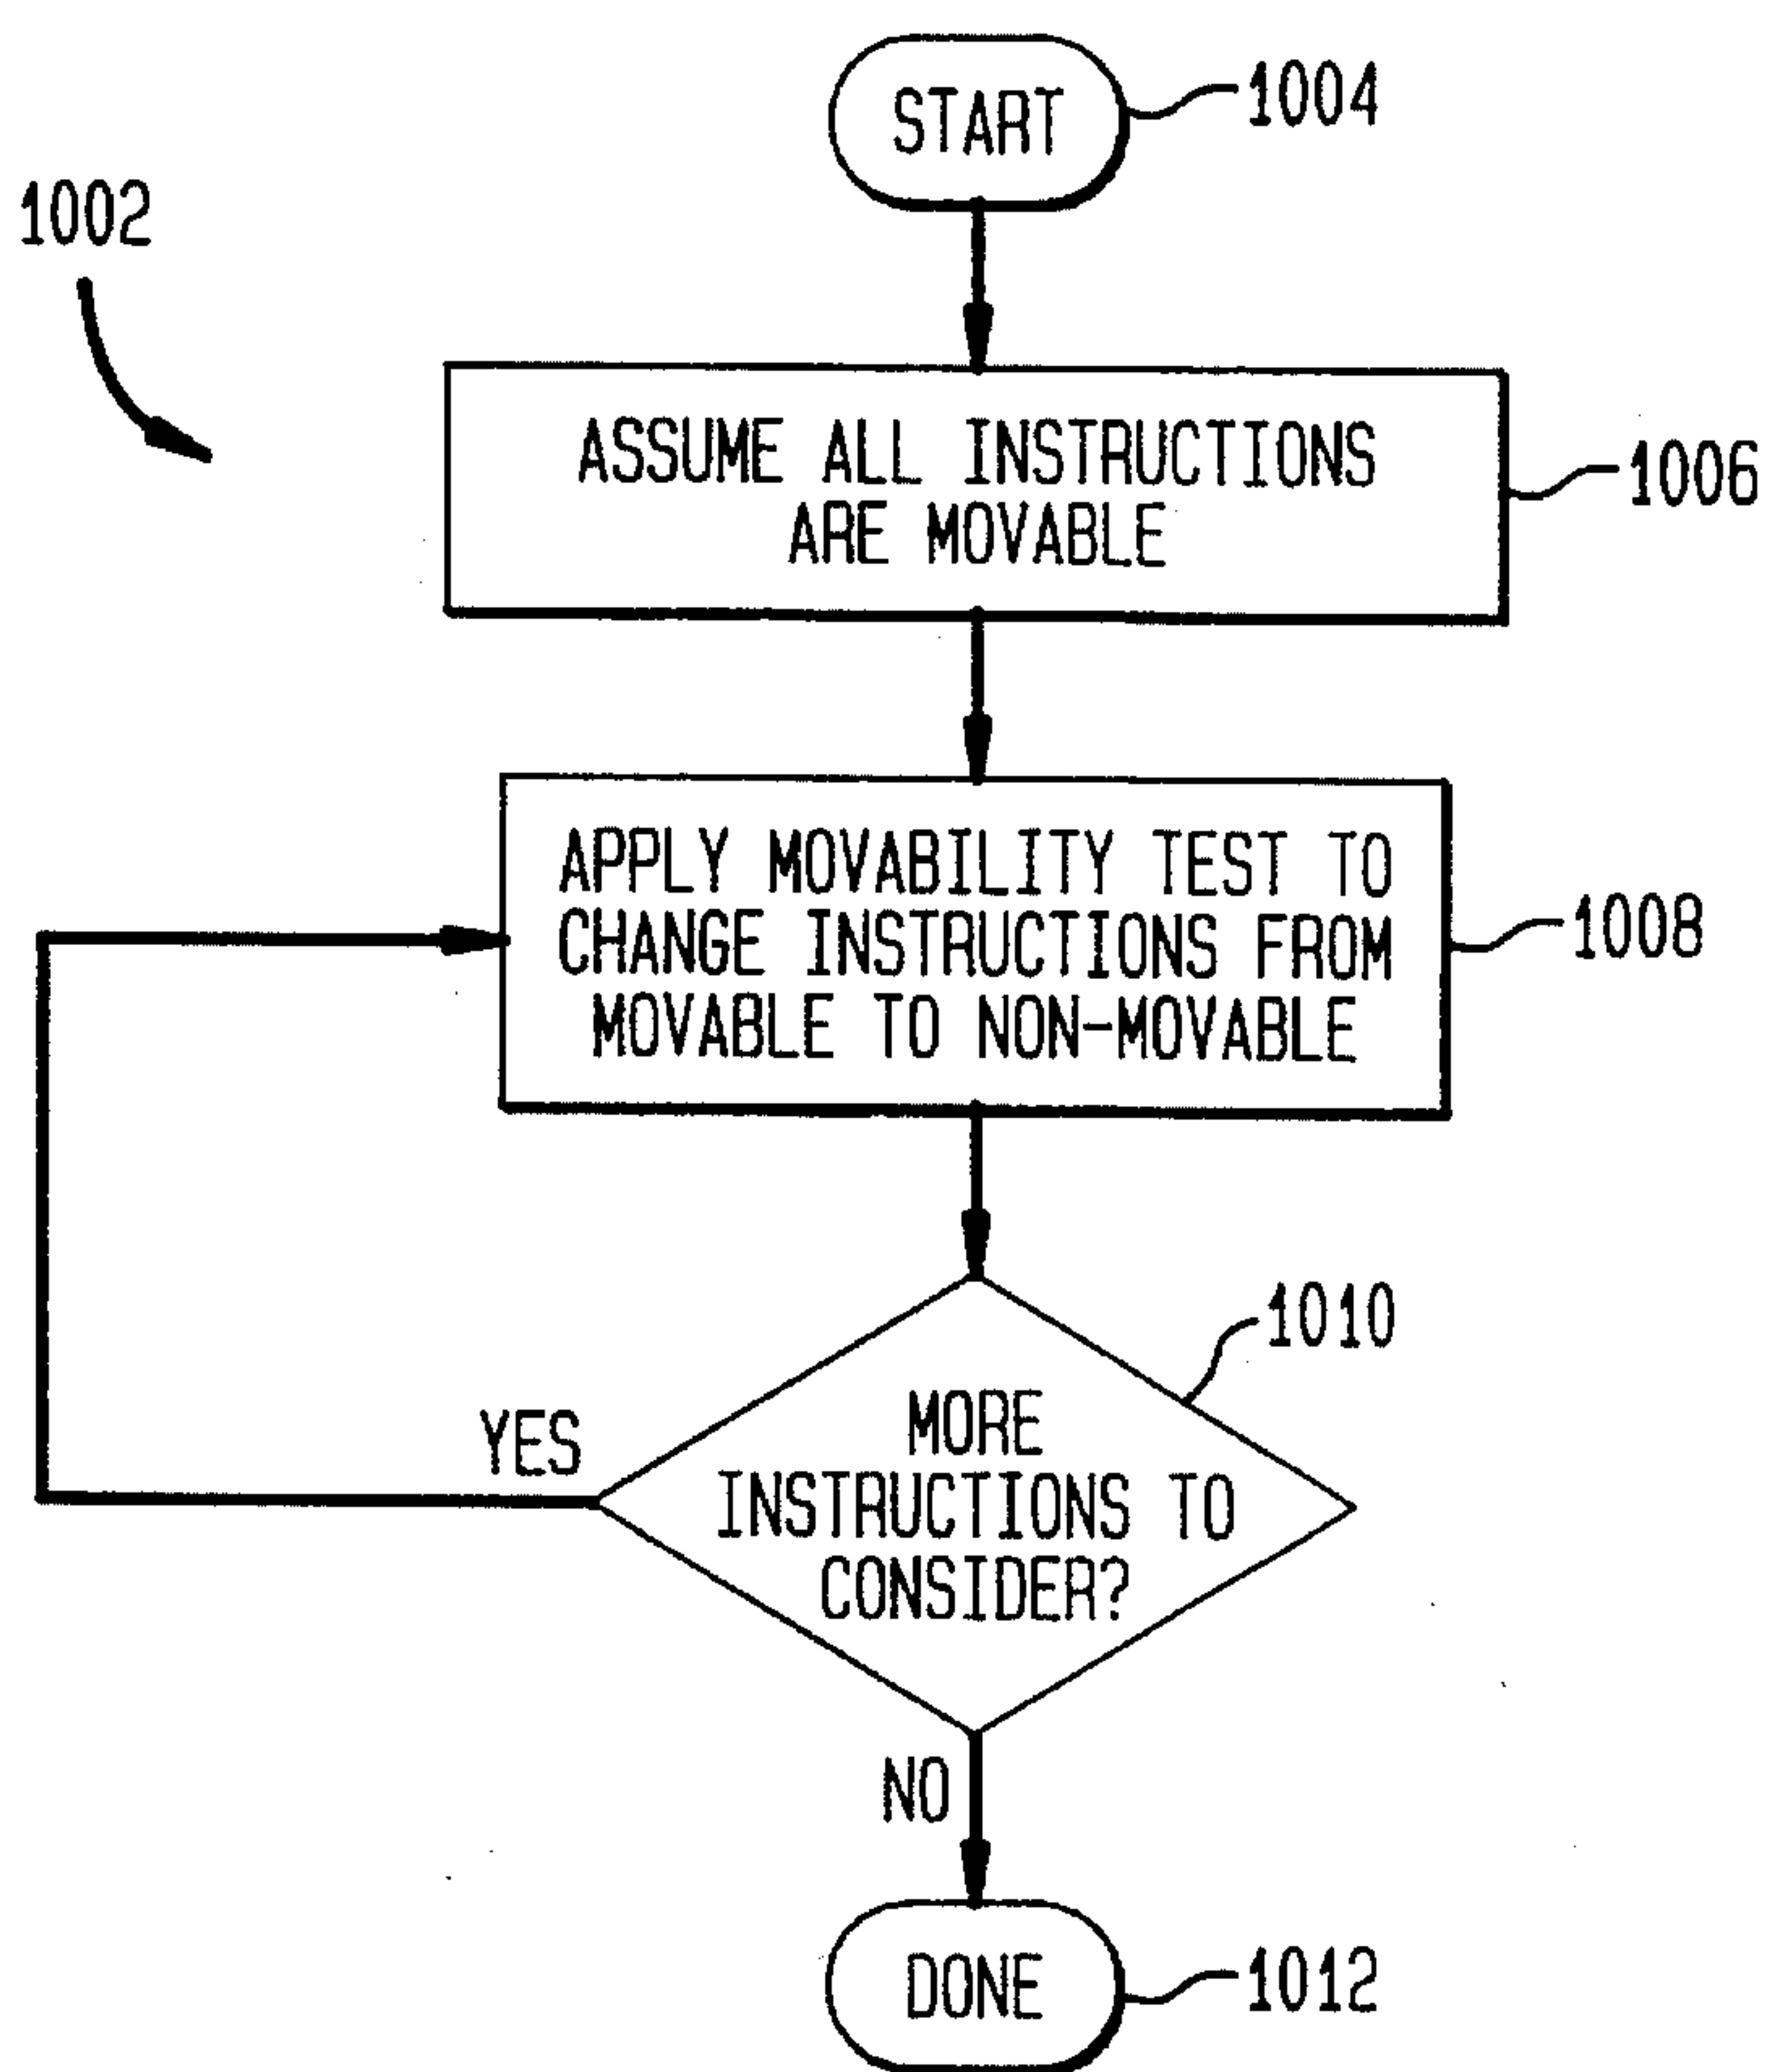 START
1004
1002
ASSUME ALL INSTRUCTIONS
ARE MOVABLE
1006
APPLY MOVABILITY TEST TO
CHANGE INSTRUCTIONS FROM
MOVABLE TO NON-MOVABLE
1008
1010
MORE
INSTRUCTIONS TO
CONSIDER?
YES
NO
DONE
1012